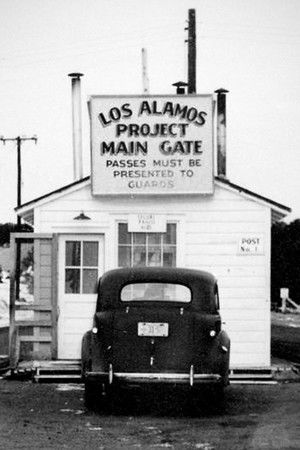 LOS ALAMOS
PROJECT
MAIN GATE
PASSES MUST BE
PRESENTED TO
GUARDS
POST
No. 1